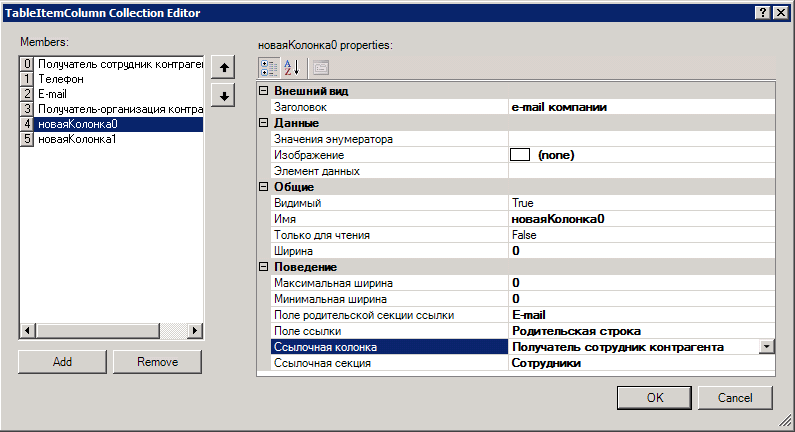 TableItemColumn Collection Editor
Members:
0 Получатель сотрудник контраген
1 Телефон
2 E-mail
3 Получатель-организация контра
4 новаяКолонка0
5 новаяКолонка1
Add Remove
новаяКолонка0 properties:
Внешний вид
Заголовок e-mail компании
Данные
Значения энумератора
Изображение (none)
Элемент данных
Общие
Видимый True
Имя новаяКолонка0
Только для чтения False
Ширина 0
Поведение
Максимальная ширина 0
Минимальная ширина 0
Поле родительской секции ссылки E-mail
Поле ссылки Родительская строка
Ссылочная колонка Получатель сотрудник контрагента
Ссылочная секция Сотрудники
OK Cancel